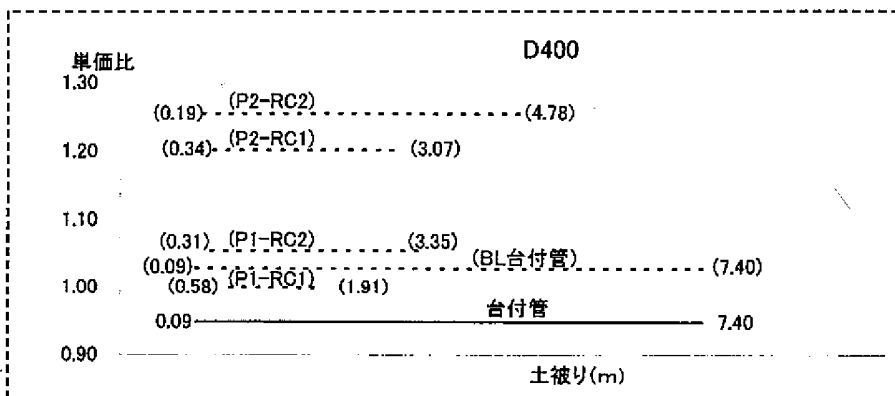 D400
単価比
1.30
(0.19) (P2-RC2) (4.78)
1.20 (0.34) (P2-RC1) (3.07)
1.10
(0.31) (P1-RC2) (3.35)
(0.09) (BL台付管) (7.40)
1.00 (0.58) (P1-RC1) (1.91)
台付管
0.09 7.40
0.90
土被り(m)